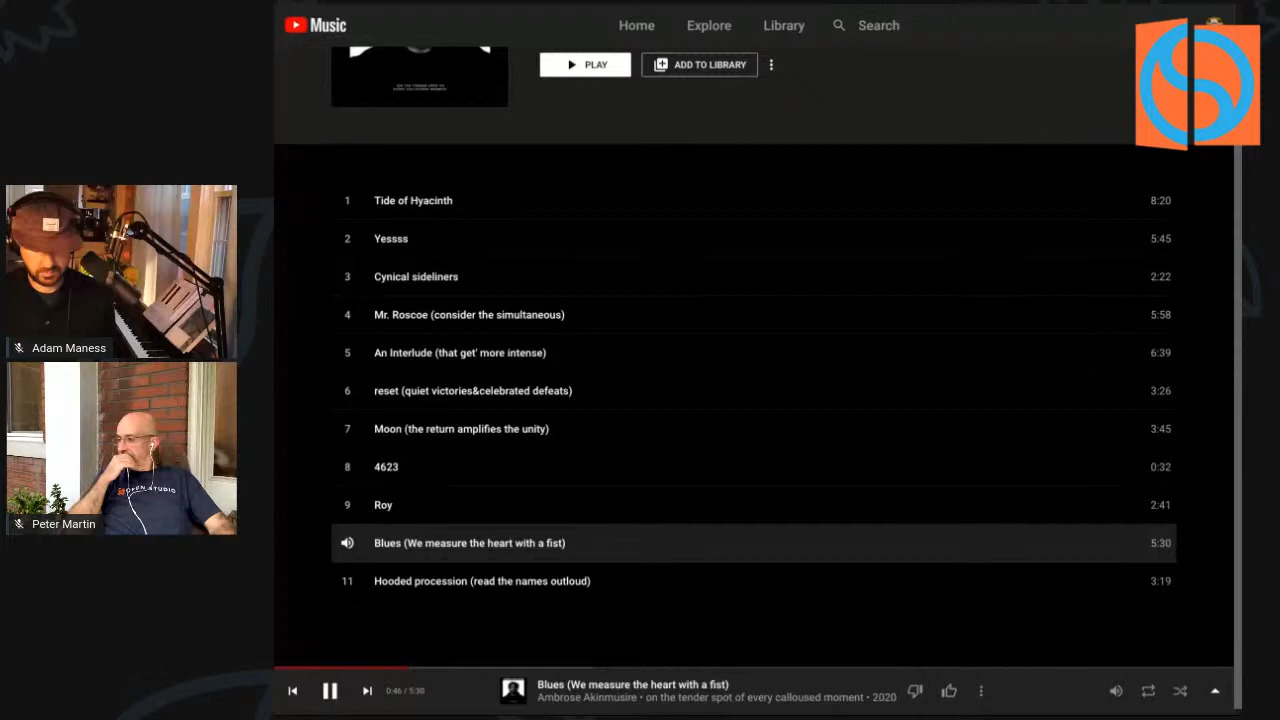 Music
Home
Explore
Library
Search
PLAY
ADD TO LIBRARY
1 Tide of Hyacinth 8:20
2 Yessss 5:45
3 Cynical sideliners 2:22
4 Mr. Roscoe (consider the simultaneous) 5:58
5 An Interlude (that get' more intense) 6:39
6 reset (quiet victories&celebrated defeats) 3:26
7 Moon (the return amplifies the unity) 3:45
8 4623 0:32
9 Roy 2:41
Blues (We measure the heart with a fist) 5:30
11 Hooded procession (read the names outloud) 3:19
Adam Maness
Peter Martin
0:46 / 5:30
Blues (We measure the heart with a fist)
Ambrose Akinmusire • on the tender spot of every calloused moment • 2020